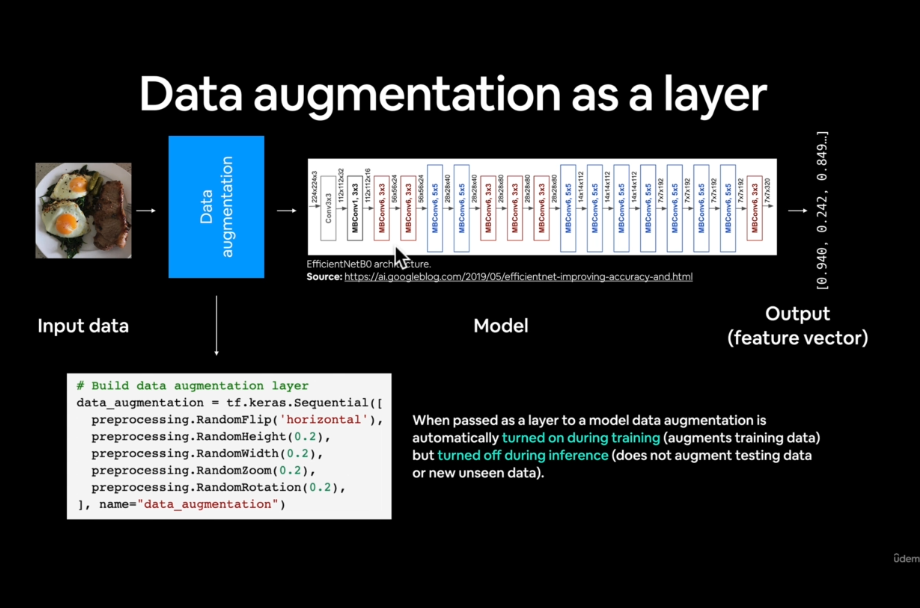 Data augmentation as a layer
Data
augmentation
224x224x3
Conv3x3
112x112x32
MBConv1, 3x3
112x112x16
MBConv6, 3x3
56x56x24
MBConv6, 3x3
56x56x24
MBConv6, 5x5
28x28x40
MBConv6, 5x5
28x28x40
MBConv6, 3x3
28x28x80
MBConv6, 3x3
28x28x80
MBConv6, 3x3
28x28x80
MBConv6, 5x5
14x14x112
MBConv6, 5x5
14x14x112
MBConv6, 5x5
14x14x112
MBConv6, 5x5
7x7x192
MBConv6, 5x5
7x7x192
MBConv6, 5x5
7x7x192
MBConv6, 5x5
7x7x192
MBConv6, 3x3
7x7x320
[0.940, 0.242, 0.849…]
EfficientNetB0 architecture.
Source: https://ai.googleblog.com/2019/05/efficientnet-improving-accuracy-and.html
Input data
Model
Output
(feature vector)
# Build data augmentation layer
data_augmentation = tf.keras.Sequential([
preprocessing.RandomFlip('horizontal'),
preprocessing.RandomHeight(0.2),
preprocessing.RandomWidth(0.2),
preprocessing.RandomZoom(0.2),
preprocessing.RandomRotation(0.2),
], name="data_augmentation")
When passed as a layer to a model data augmentation is
automatically turned on during training (augments training data)
but turned off during inference (does not augment testing data
or new unseen data).